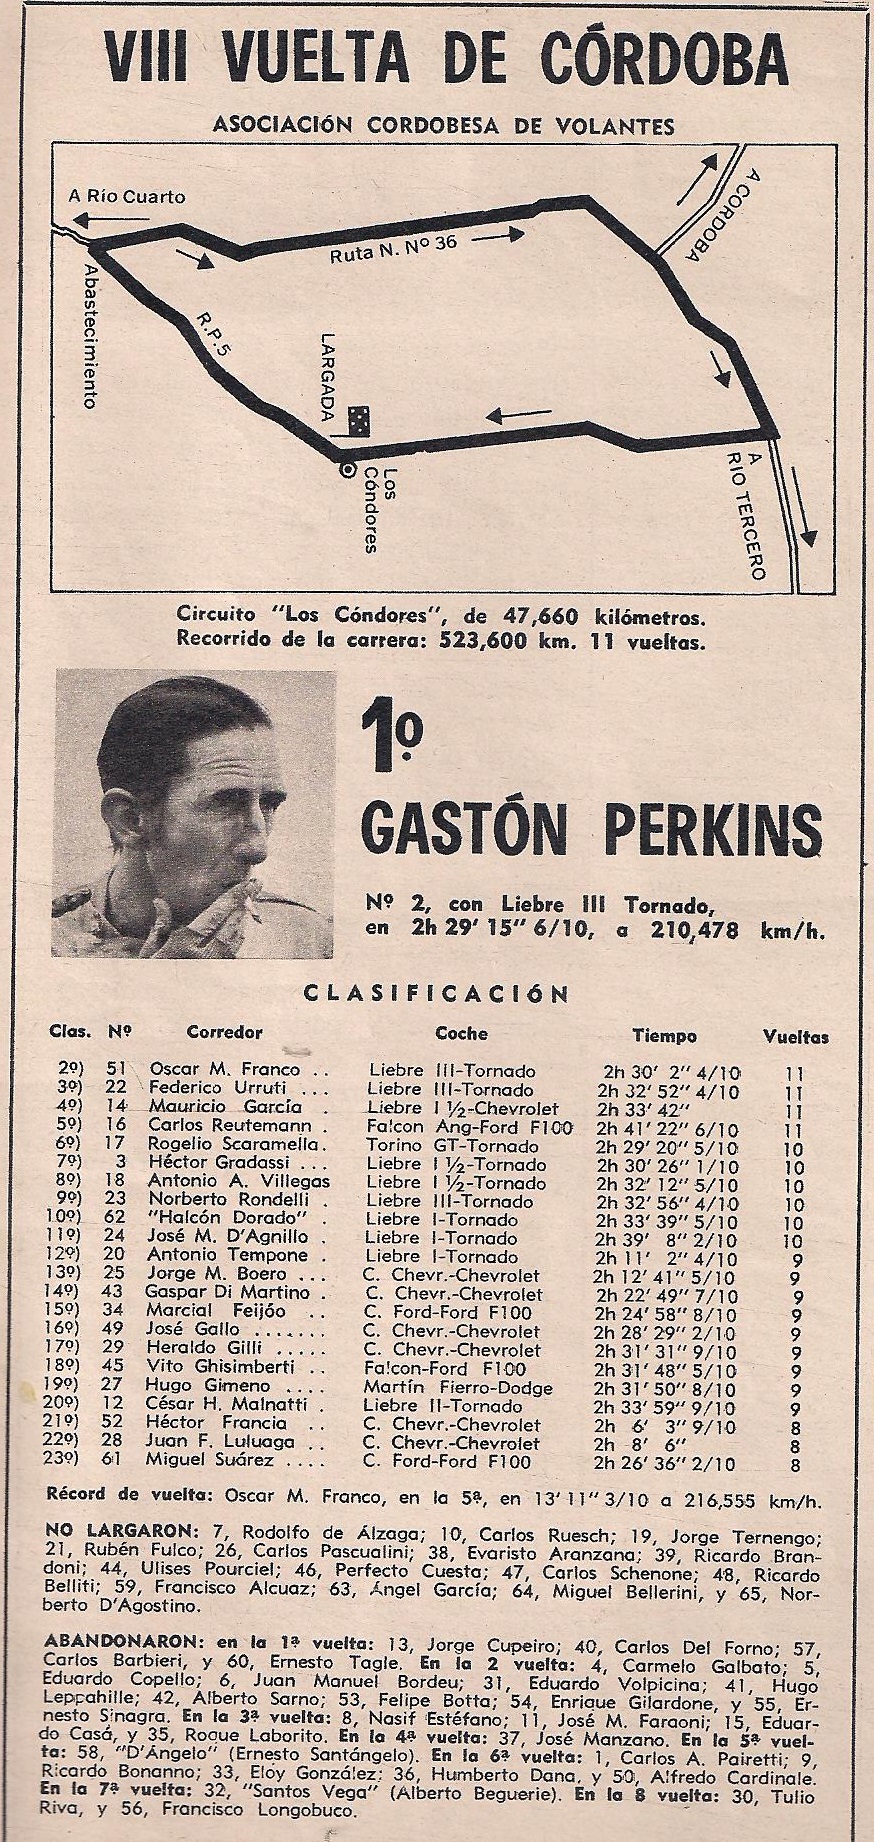 VIII VUELTA DE CÓRDOBA
ASOCIACIÓN CORDOBESA DE VOLANTES
A Río Cuarto
A CORDOBA
Ruta N. Nº 36
Abastecimiento
R.P.5
LARGADA
Los
Cóndores
A
RIO TERCERO
Circuito "Los Cóndores", de 47,660 kilómetros.
Recorrido de la carrera: 523,600 km. 11 vueltas.
1º
GASTÓN PERKINS
Nº 2, con Liebre III Tornado,
en 2h 29' 15" 6/10, a 210,478 km/h.
CLASIFICACIÓN
Clas. Nº Corredor Coche Tiempo Vueltas
2º) 51 Oscar M. Franco .. Liebre III-Tornado 2h 30' 2" 4/10 11
3º) 22 Federico Urruti ... Liebre III-Tornado 2h 32' 52" 4/10 11
4º) 14 Mauricio García . Liebre I ½-Chevrolet 2h 33' 42" 11
5º) 16 Carlos Reutemann . Falcon Ang-Ford F100 2h 41' 22" 6/10 11
6º) 17 Rogelio Scaramella. Torino GT-Tornado 2h 29' 20" 5/10 10
7º) 3 Héctor Gradassi ... Liebre I ½-Tornado 2h 30' 26" 1/10 10
8º) 18 Antonio A. Villegas Liebre I ½-Tornado 2h 32' 12" 5/10 10
9º) 23 Norberto Rondelli . Liebre III-Tornado 2h 32' 56" 4/10 10
10º) 62 "Halcón Dorado" . Liebre I-Tornado 2h 33' 39" 5/10 10
11º) 24 José M. D'Agnillo . Liebre I-Tornado 2h 39' 8" 2/10 10
12º) 20 Antonio Tempone . Liebre I-Tornado 2h 11' 2" 4/10 9
13º) 25 Jorge M. Boero ... C. Chevr.-Chevrolet 2h 12' 41" 5/10 9
14º) 43 Gaspar Di Martino . C. Chevr.-Chevrolet 2h 22' 49" 7/10 9
15º) 34 Marcial Feijóo .. C. Ford-Ford F100 2h 24' 58" 8/10 9
16º) 49 José Gallo ....... C. Chevr.-Chevrolet 2h 28' 29" 2/10 9
17º) 29 Heraldo Gilli ..... C. Chevr.-Chevrolet 2h 31' 31" 9/10 9
18º) 45 Vito Ghisimberti .. Falcon-Ford F100 2h 31' 48" 5/10 9
19º) 27 Hugo Gimeno .... Martín Fierro-Dodge 2h 31' 50" 8/10 9
20º) 12 César H. Malnatti . Liebre II-Tornado 2h 33' 59" 9/10 9
21º) 52 Héctor Francia .. C. Chevr.-Chevrolet 2h 6' 3" 9/10 8
22º) 28 Juan F. Luluaga .. C. Chevr.-Chevrolet 2h 8' 6" 8
23º) 61 Miguel Suárez .... C. Ford-Ford F100 2h 26' 36" 2/10 8
Récord de vuelta: Oscar M. Franco, en la 5ª, en 13' 11" 3/10 a 216,555 km/h.
NO LARGARON: 7, Rodolfo de Álzaga; 10, Carlos Ruesch; 19, Jorge Ternengo;
21, Rubén Fulco; 26, Carlos Pascualini; 38, Evaristo Aranzana; 39, Ricardo Bran-
doni; 44, Ulises Pourciel; 46, Perfecto Cuesta; 47, Carlos Schenone; 48, Ricardo
Belliti; 59, Francisco Alcuaz; 63, Ángel García; 64, Miguel Bellerini, y 65, Nor-
berto D'Agostino.
ABANDONARON: en la 1ª vuelta: 13, Jorge Cupeiro; 40, Carlos Del Forno; 57,
Carlos Barbieri, y 60, Ernesto Tagle. En la 2 vuelta: 4, Carmelo Galbato; 5,
Eduardo Copello; 6, Juan Manuel Bordeu; 31, Eduardo Volpicina; 41, Hugo
Leppahille; 42, Alberto Sarno; 53, Felipe Botta; 54, Enrique Gilardone, y 55, Er-
nesto Sinagra. En la 3ª vuelta: 8, Nasif Estéfano; 11, José M. Faraoni; 15, Eduar-
do Casá, y 35, Roque Laborito. En la 4ª vuelta: 37, José Manzano. En la 5ª vuel-
ta: 58, "D'Ángelo" (Ernesto Santángelo). En la 6ª vuelta: 1, Carlos A. Pairetti; 9,
Ricardo Bonanno; 33, Eloy González; 36, Humberto Dana, y 50, Alfredo Cardinale.
En la 7ª vuelta: 32, "Santos Vega" (Alberto Beguerie). En la 8 vuelta: 30, Tulio
Riva, y 56, Francisco Longobuco.